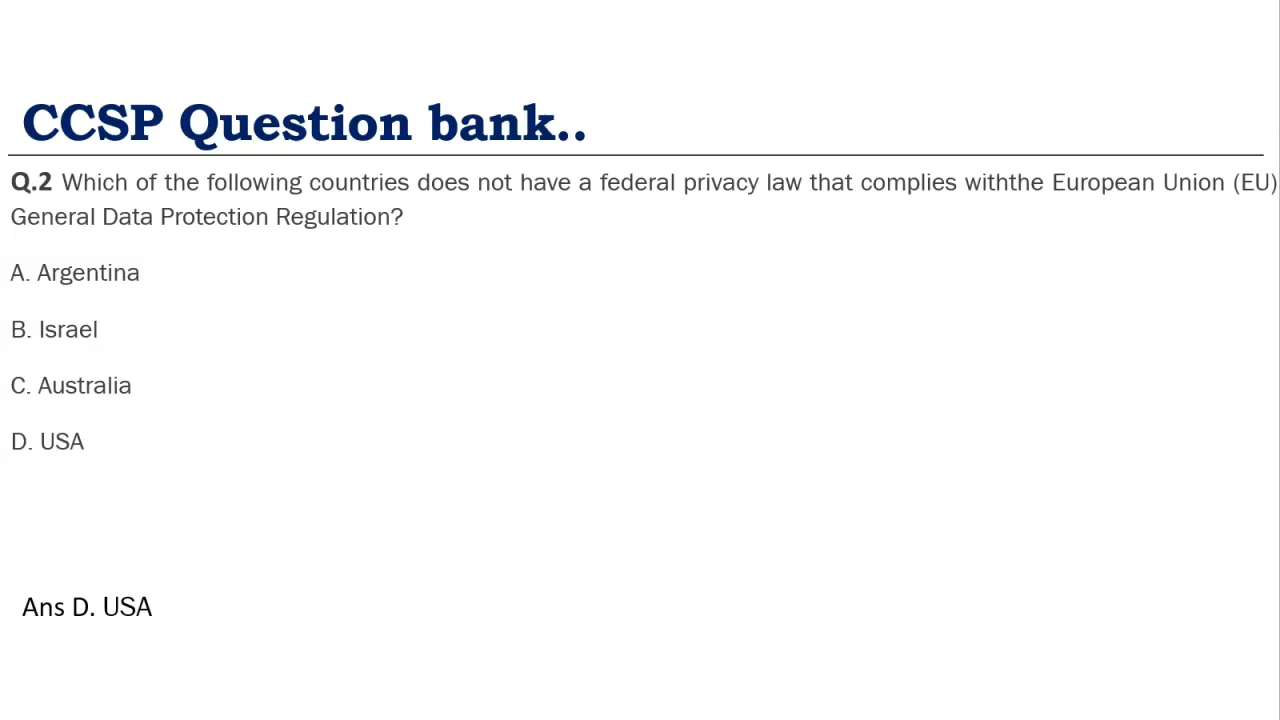 CCSP Question bank..
Q.2 Which of the following countries does not have a federal privacy law that complies withthe European Union (EU)
General Data Protection Regulation?
A. Argentina
B. Israel
C. Australia
D. USA
Ans D. USA